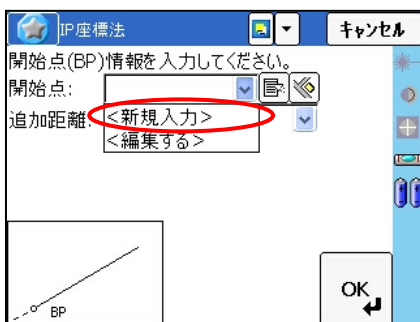 IP座標法
キャンセル
開始点(BP)情報を入力してください。
開始点:
追加距離:
<新規入力>
<編集する>
BP
OK